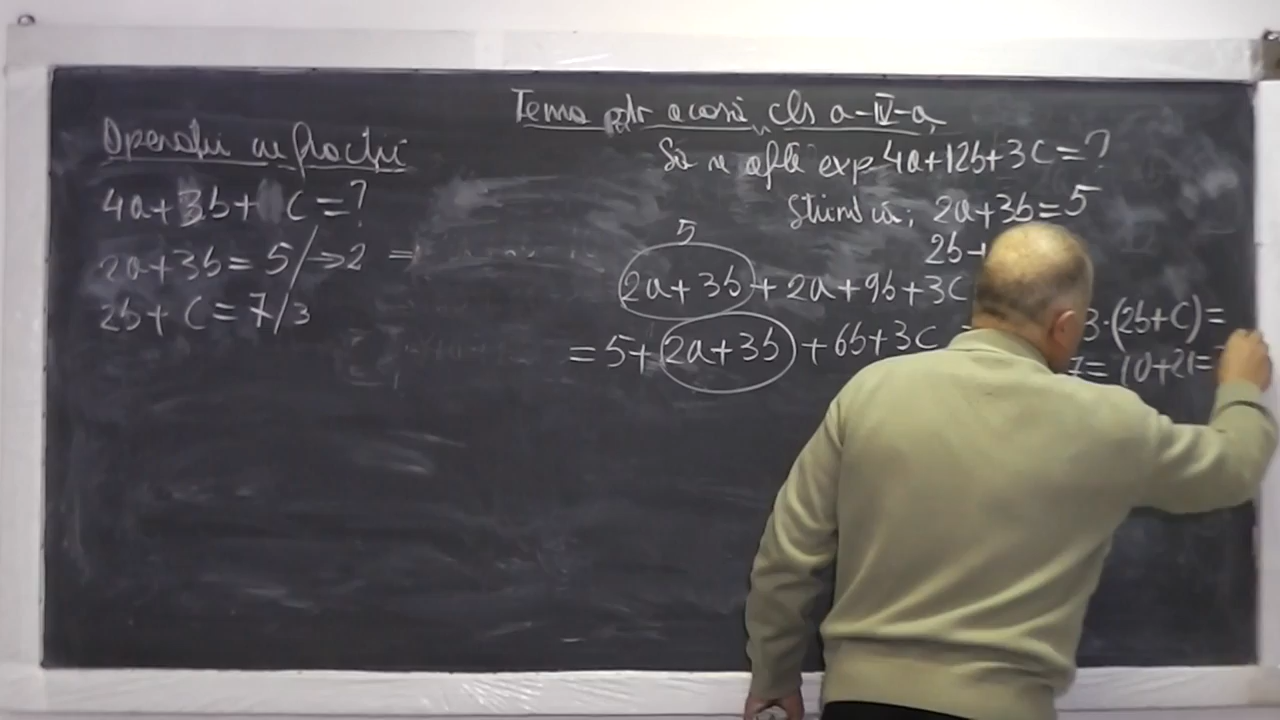 Operații cu fracții
4a+3b+ c=?
2a+3b=5/→2 =
2b+c=7/3
Tema ptr acasă, cls a-IV-a,
Să se afle exp 4a+12b+3c=?
Știind că; 2a+3b=5
2b+
5
2a+3b+2a+9b+3c
3·(2b+c)=
=5+2a+3b+6b+3c
7=10+21=